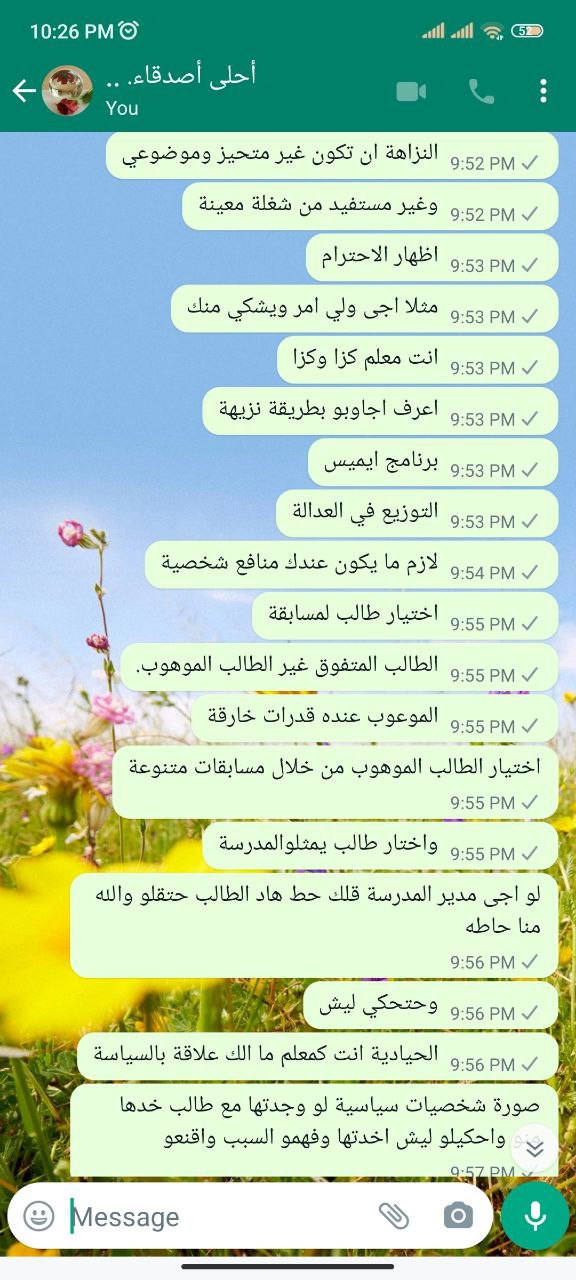 10:26 PM
52
أحلى أصدقاء. ..
You
النزاهة ان تكون غير متحيز وموضوعي
9:52 PM
وغير مستفيد من شغلة معينة
9:52 PM
اظهار الاحترام
9:53 PM
مثلا اجى ولي امر ويشكي منك
9:53 PM
انت معلم كزا وكزا
9:53 PM
اعرف اجاوبو بطريقة نزيهة
9:53 PM
برنامج ايميس
9:53 PM
التوزيع في العدالة
9:53 PM
لازم ما يكون عندك منافع شخصية
9:54 PM
اختيار طالب لمسابقة
9:55 PM
الطالب المتفوق غير الطالب الموهوب.
9:55 PM
الموعوب عنده قدرات خارقة
9:55 PM
اختيار الطالب الموهوب من خلال مسابقات متنوعة
9:55 PM
واختار طالب يمثلوالمدرسة
9:55 PM
لو اجى مدير المدرسة قلك حط هاد الطالب حتقلو والله
منا حاطه
9:56 PM
وحتحكي ليش
9:56 PM
الحيادية انت كمعلم ما الك علاقة بالسياسة
9:56 PM
صورة شخصيات سياسية لو وجدتها مع طالب خدها
منو واحكيلو ليش اخدتها وفهمو السبب واقنعو
9:57 PM
Message